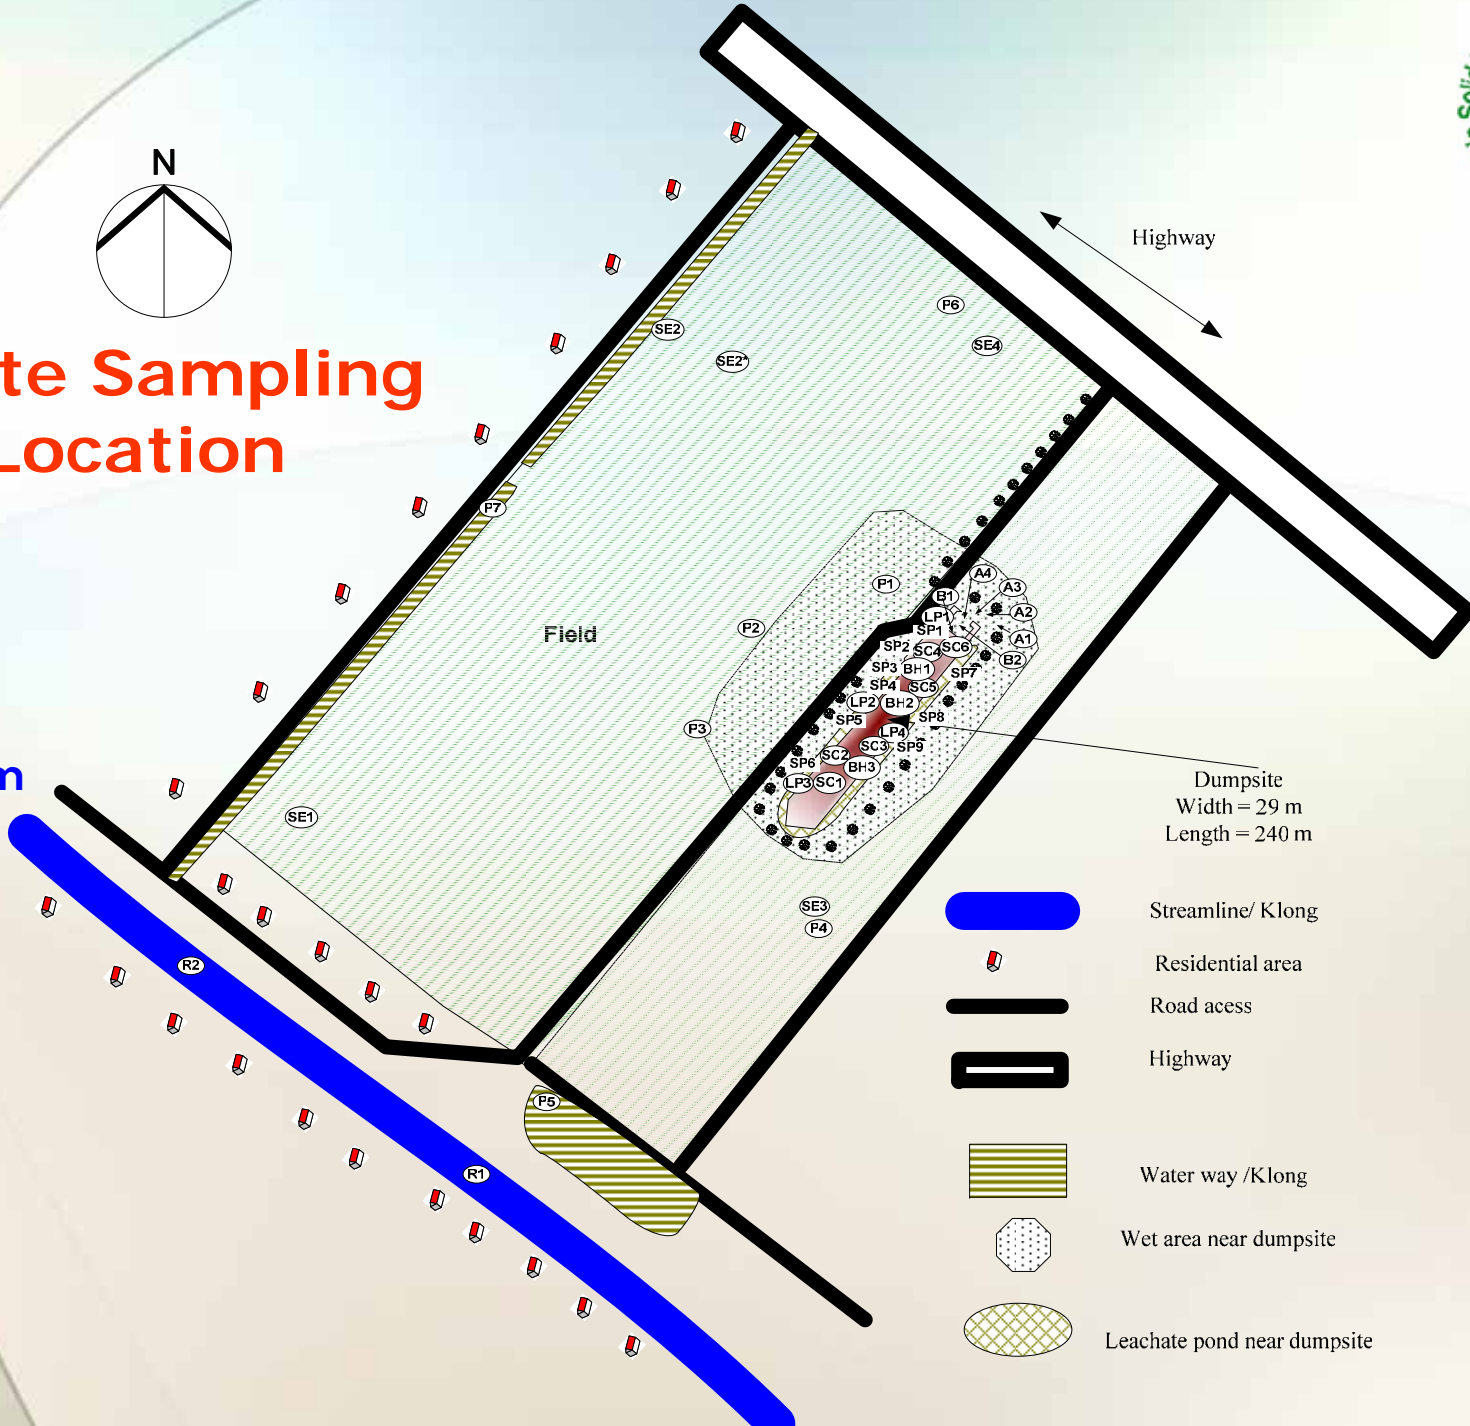 to Solid
N
te Sampling
Location
m
Highway
P6
SE4
SE2
SE2*
P7
Field
P1
P2
P3
A4
A3
A2
A1
B1
B2
LP1
SP1
SP2
SC4
SC6
SP3
BH1
SP7
SP4
SC5
LP2
BH2
SP5
SP8
LP4
SC3
SP9
SC2
SP6
BH3
LP3
SC1
SE1
SE3
P4
R2
P5
R1
Dumpsite
Width = 29 m
Length = 240 m
Streamline/ Klong
Residential area
Road acess
Highway
Water way /Klong
Wet area near dumpsite
Leachate pond near dumpsite